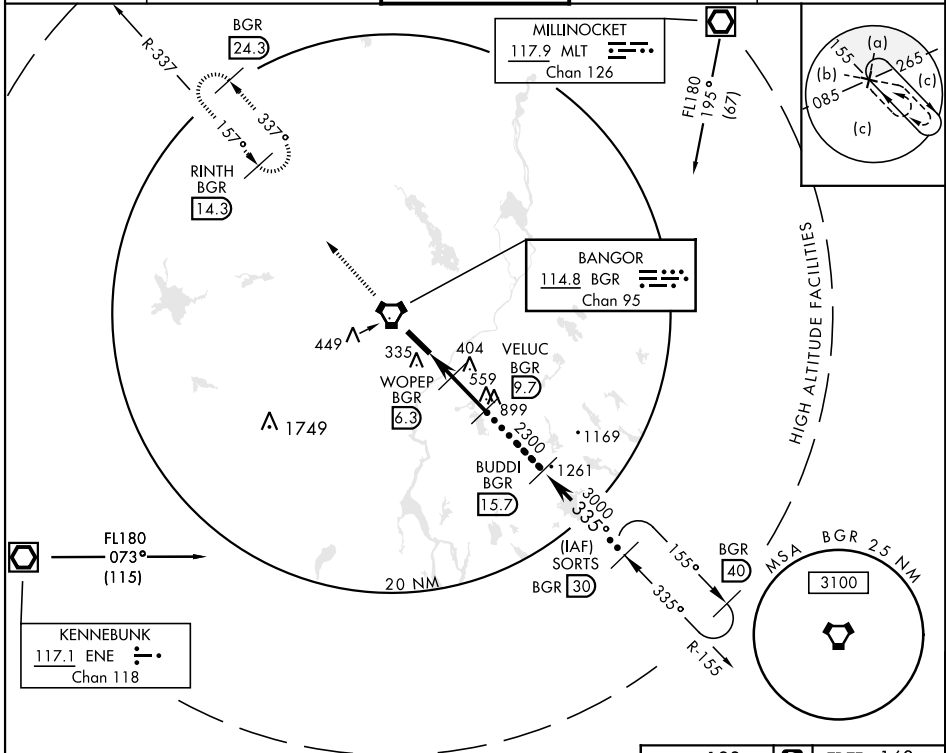 BGR
24.3
R-337
337°
157°
RINTH
BGR
14.3
MILLINOCKET
117.9 MLT
Chan 126
FL180
195°
(67)
155
(a)
265
(b)
(c)
085
(c)
HIGH ALTITUDE FACILITIES
BANGOR
114.8 BGR
Chan 95
449
335
404
VELUC
BGR
9.7
559
899
WOPEP
BGR
6.3
1749
2300
1169
BUDDI
BGR
15.7
1261
3000
335°
(IAF)
SORTS
BGR 30
155°
BGR
40
335°
R-155
20 NM
FL180
073°
(115)
KENNEBUNK
117.1 ENE
Chan 118
MSA BGR 25 NM
3100